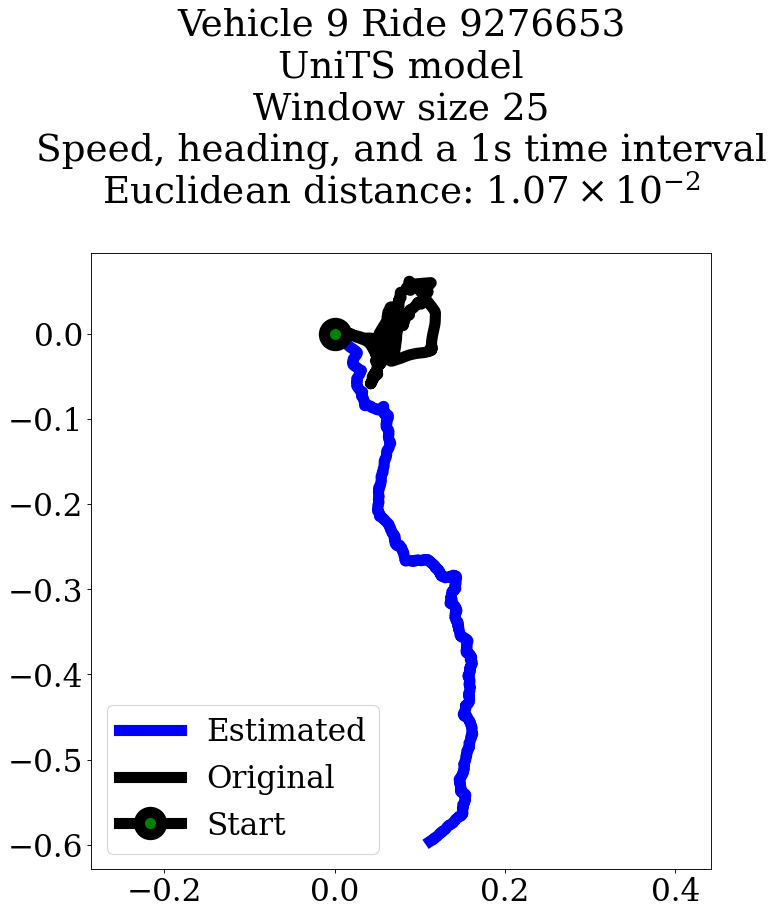 Vehicle 9 Ride 9276653
UniTS model
Window size 25
Speed, heading, and a 1s time interval
Euclidean distance: 1.07 × 10⁻²
0.0
−0.1
−0.2
−0.3
−0.4
−0.5
−0.6
Estimated
Original
Start
−0.2
0.0
0.2
0.4